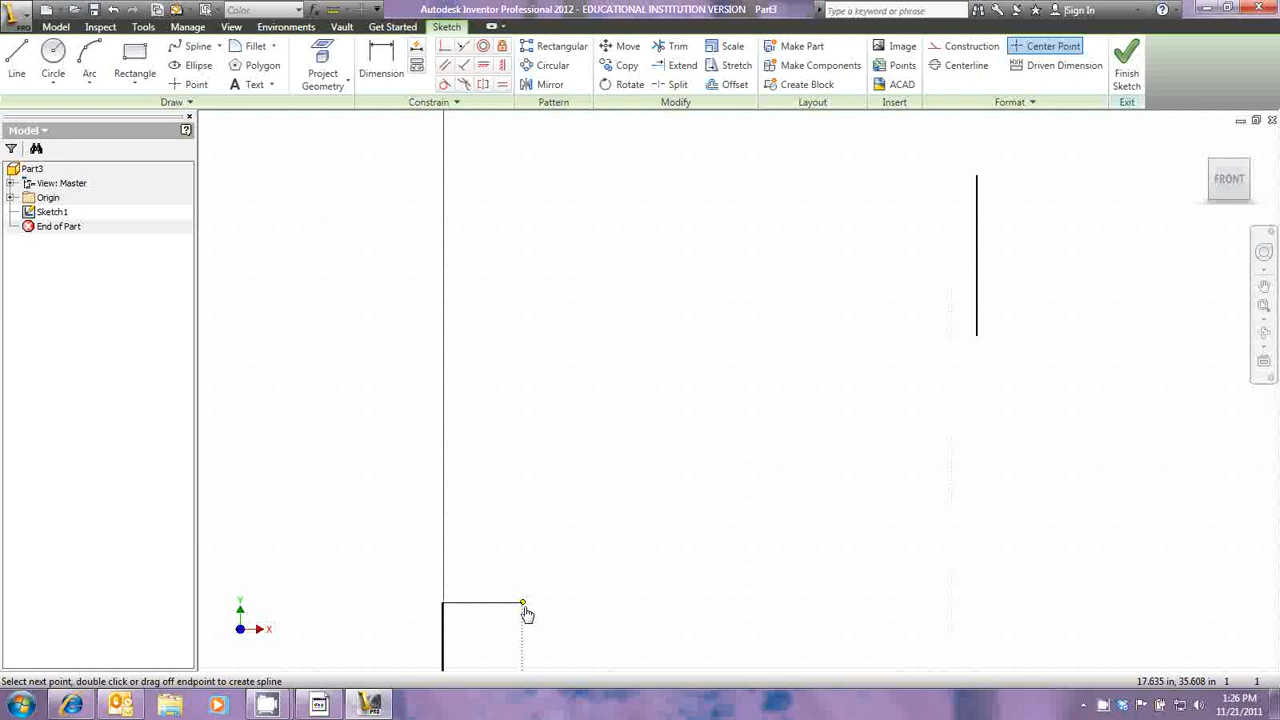 Color
Autodesk Inventor Professional 2012 - EDUCATIONAL INSTITUTION VERSION Part3
Type a keyword or phrase
Sign In
PRO Model Inspect Tools Manage View Environments Vault Get Started Sketch
Line Circle Arc Rectangle
Spline Fillet
Ellipse Polygon
Point Text
Project Geometry
Dimension
Rectangular
Circular
Mirror
Move Trim Scale
Copy Extend Stretch
Rotate Split Offset
Make Part
Make Components
Create Block
Image
Points
ACAD
Construction Center Point
Centerline Driven Dimension
Finish Sketch
Draw Constrain Pattern Modify Layout Insert Format Exit
Model
Part3
View: Master
Origin
Sketch1
End of Part
FRONT
Y
X
Select next point, double click or drag off endpoint to create spline
17.635 in, 35.608 in 1 1
1:26 PM
11/21/2011